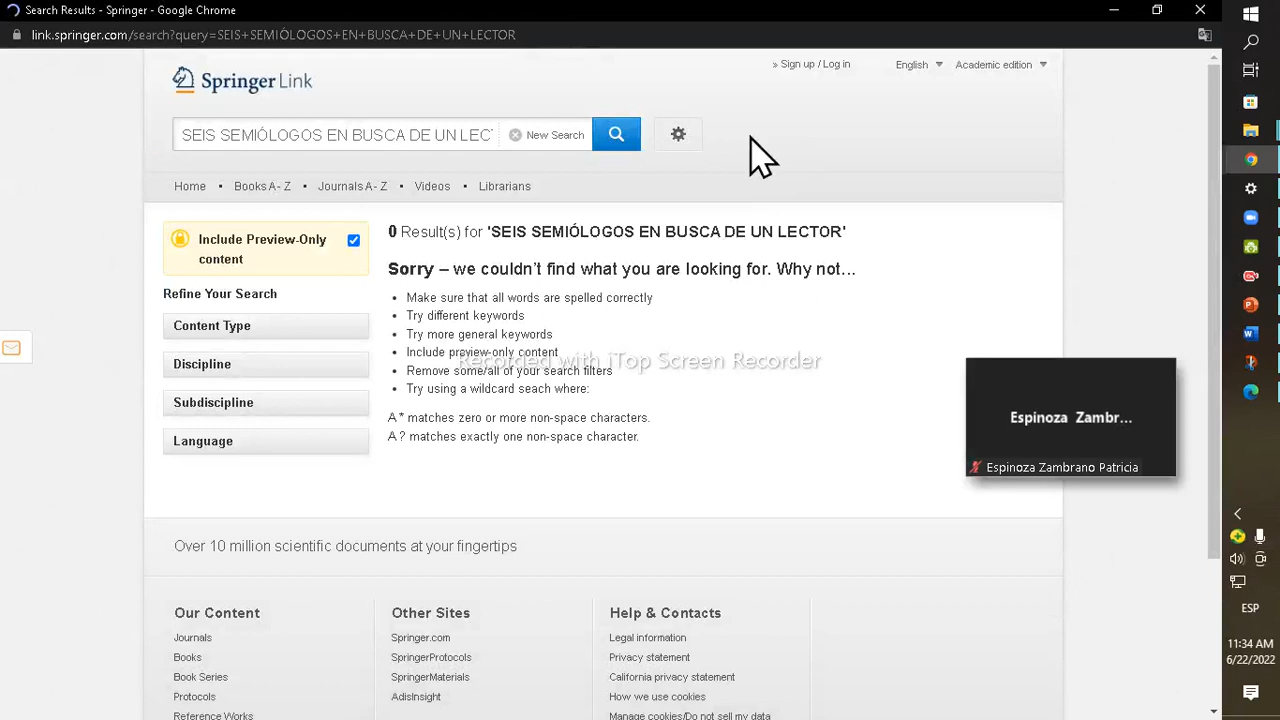 Search Results - Springer - Google Chrome
link.springer.com/search?query=SEIS+SEMIÓLOGOS+EN+BUSCA+DE+UN+LECTOR
Springer Link
» Sign up / Log in
English
Academic edition
SEIS SEMIÓLOGOS EN BUSCA DE UN LEC
New Search
Home
Books A - Z
Journals A - Z
Videos
Librarians
Include Preview-Only
content
Refine Your Search
Content Type
Discipline
Subdiscipline
Language
0 Result(s) for 'SEIS SEMIÓLOGOS EN BUSCA DE UN LECTOR'
Sorry – we couldn't find what you are looking for. Why not...
Make sure that all words are spelled correctly
Try different keywords
Try more general keywords
Include preview-only content
Remove some/all of your search filters
Try using a wildcard seach where:
A * matches zero or more non-space characters.
A ? matches exactly one non-space character.
Recorded with iTop Screen Recorder
Espinoza Zambr...
Espinoza Zambrano Patricia
Over 10 million scientific documents at your fingertips
Our Content
Journals
Books
Book Series
Protocols
Reference Works
Other Sites
Springer.com
SpringerProtocols
SpringerMaterials
AdisInsight
Help & Contacts
Legal information
Privacy statement
California privacy statement
How we use cookies
Manage cookies/Do not sell my data
ESP
11:34 AM
6/22/2022